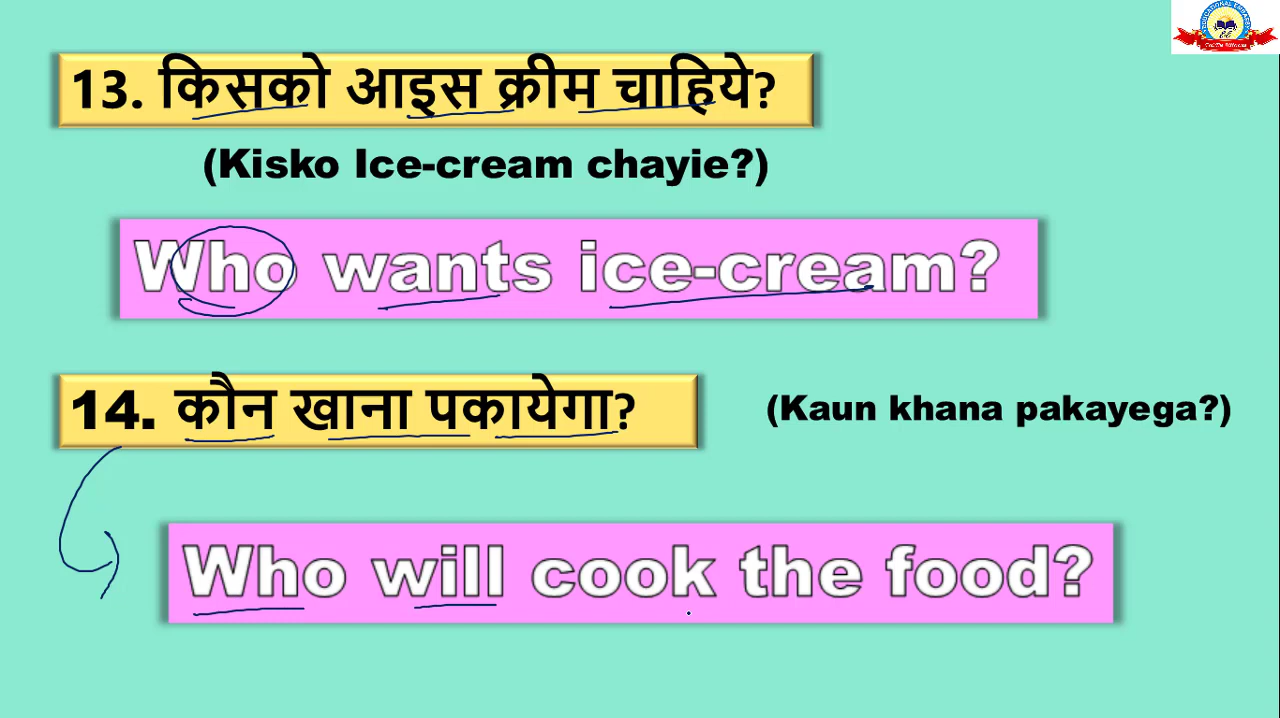 13. किसको आइस क्रीम चाहिये?
(Kisko Ice-cream chayie?)
Who wants ice-cream?
14. कौन खाना पकायेगा?
(Kaun khana pakayega?)
Who will cook the food?